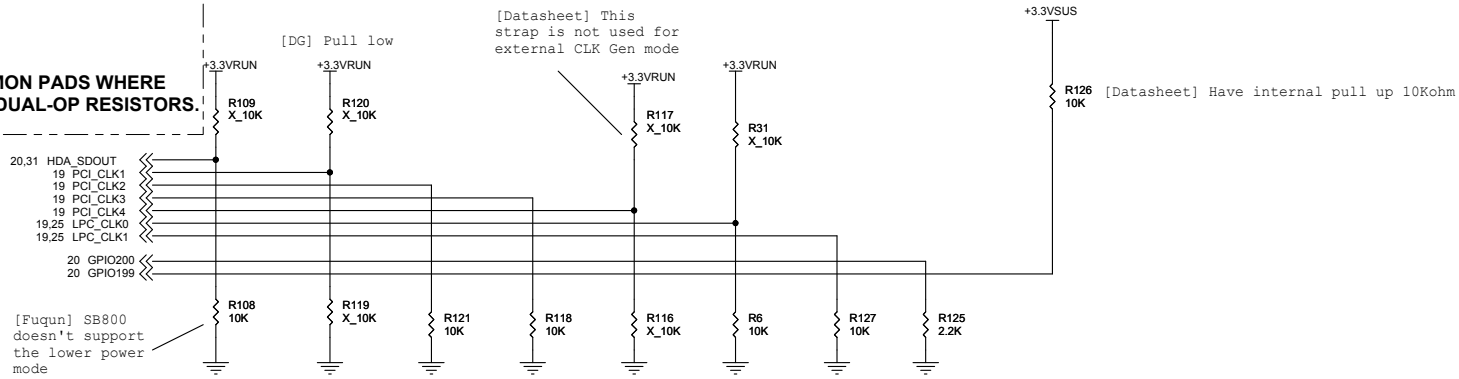 +3.3VSUS
[Datasheet] This
strap is not used for
external CLK Gen mode
[DG] Pull low
+3.3VRUN
+3.3VRUN
+3.3VRUN
+3.3VRUN
MON PADS WHERE
DUAL-OP RESISTORS.
R109
X_10K
R120
X_10K
R117
X_10K
R31
X_10K
R126
10K
[Datasheet] Have internal pull up 10Kohm
20,31 HDA_SDOUT
19 PCI_CLK1
19 PCI_CLK2
19 PCI_CLK3
19 PCI_CLK4
19,25 LPC_CLK0
19,25 LPC_CLK1
20 GPIO200
20 GPIO199
R108
10K
R119
X_10K
R121
10K
R118
10K
R116
X_10K
R6
10K
R127
10K
R125
2.2K
[Fuqun] SB800
doesn't support
the lower power
mode